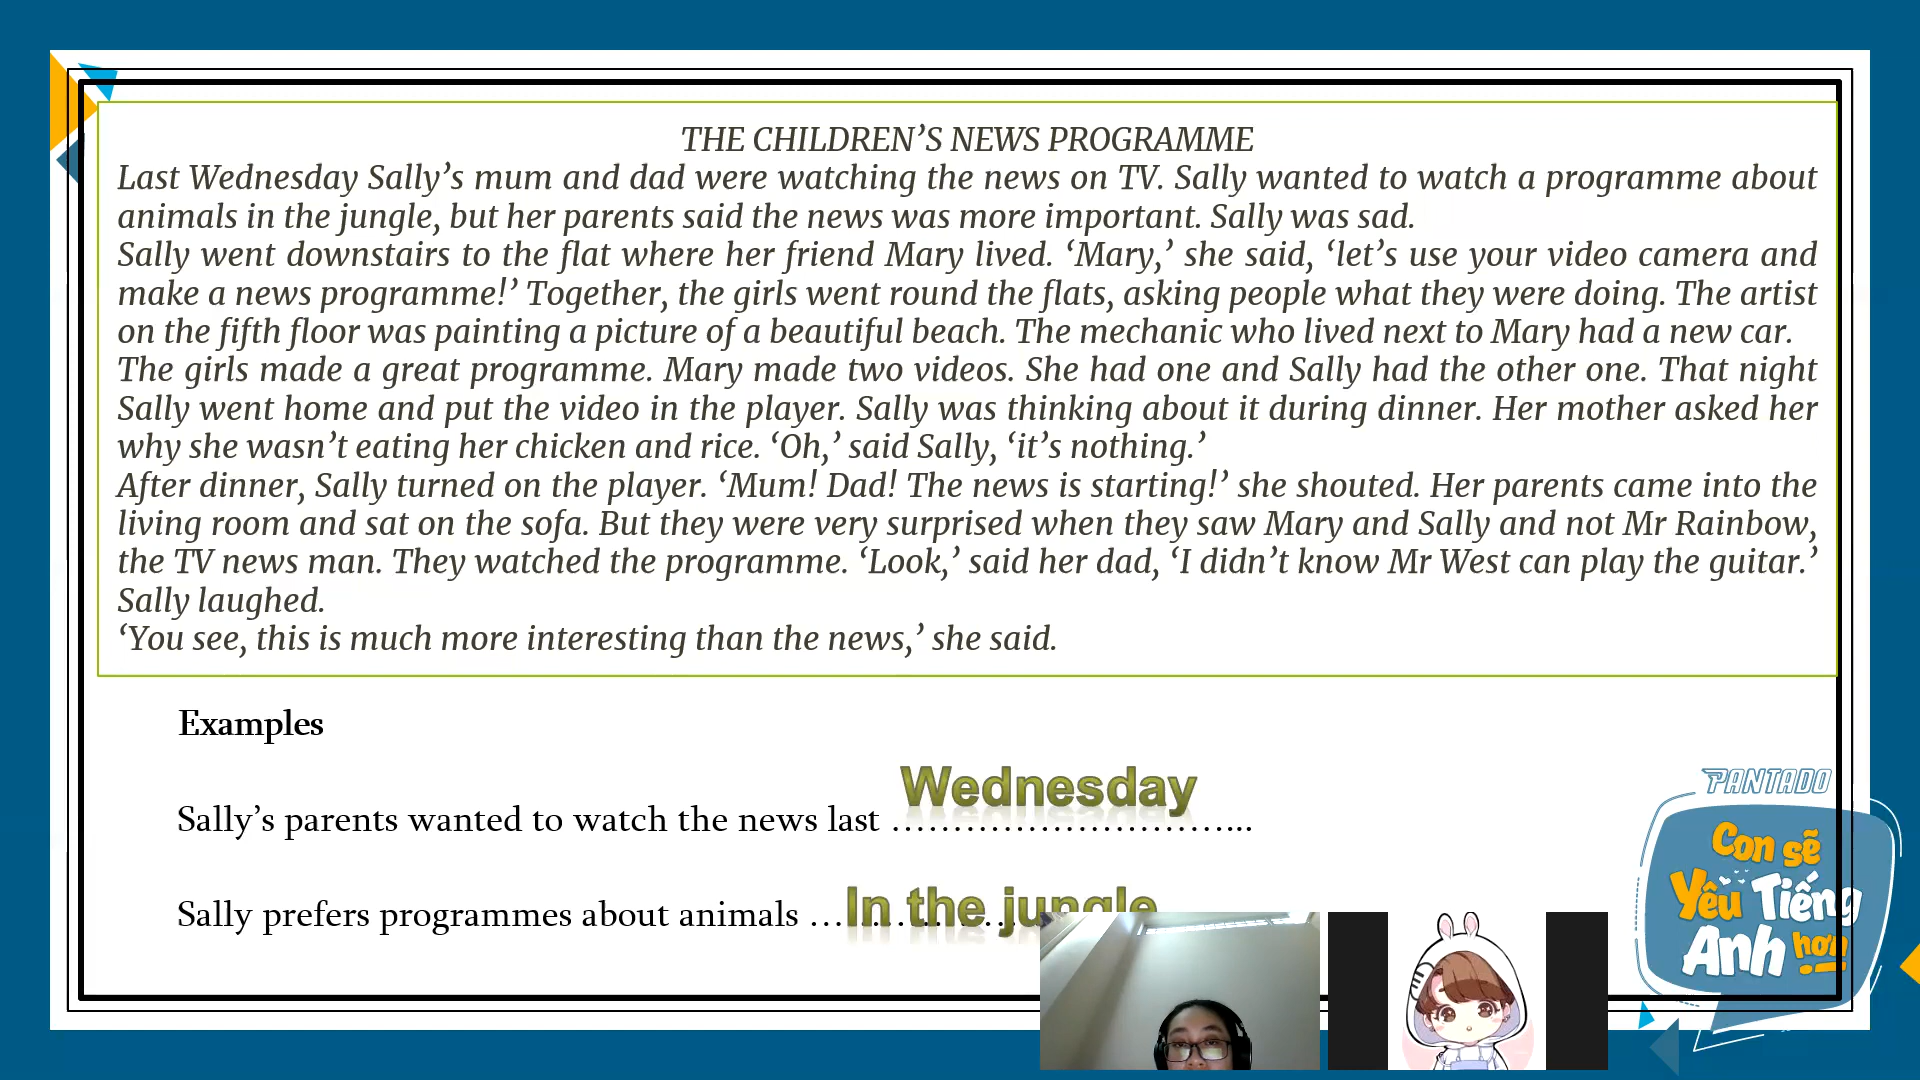 THE CHILDREN’S NEWS PROGRAMME
Last Wednesday Sally’s mum and dad were watching the news on TV. Sally wanted to watch a programme about
animals in the jungle, but her parents said the news was more important. Sally was sad.
Sally went downstairs to the flat where her friend Mary lived. ‘Mary,’ she said, ‘let’s use your video camera and
make a news programme!’ Together, the girls went round the flats, asking people what they were doing. The artist
on the fifth floor was painting a picture of a beautiful beach. The mechanic who lived next to Mary had a new car.
The girls made a great programme. Mary made two videos. She had one and Sally had the other one. That night
Sally went home and put the video in the player. Sally was thinking about it during dinner. Her mother asked her
why she wasn’t eating her chicken and rice. ‘Oh,’ said Sally, ‘it’s nothing.’
After dinner, Sally turned on the player. ‘Mum! Dad! The news is starting!’ she shouted. Her parents came into the
living room and sat on the sofa. But they were very surprised when they saw Mary and Sally and not Mr Rainbow,
the TV news man. They watched the programme. ‘Look,’ said her dad, ‘I didn’t know Mr West can play the guitar.’
Sally laughed.
‘You see, this is much more interesting than the news,’ she said.
Examples
Wednesday
Sally’s parents wanted to watch the news last …………………………...
In the jungle
Sally prefers programmes about animals ………………
PANTADO
Con sẽ
Yêu Tiếng
Anh hơn